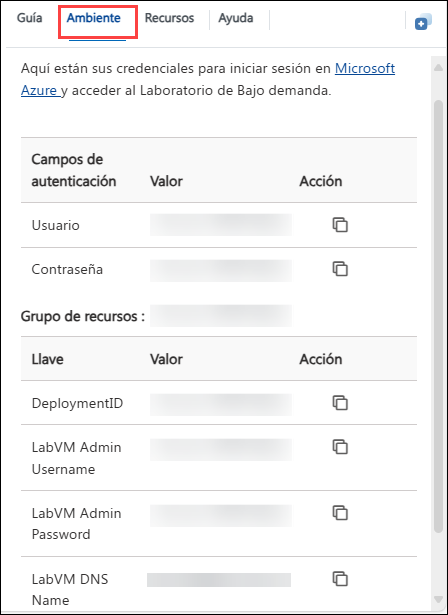 Guía Ambiente Recursos Ayuda
Aquí están sus credenciales para iniciar sesión en Microsoft
Azure y acceder al Laboratorio de Bajo demanda.
Campos de
autenticación Valor Acción
Usuario
Contraseña
Grupo de recursos :
Llave Valor Acción
DeploymentID
LabVM Admin
Username
LabVM Admin
Password
LabVM DNS
Name